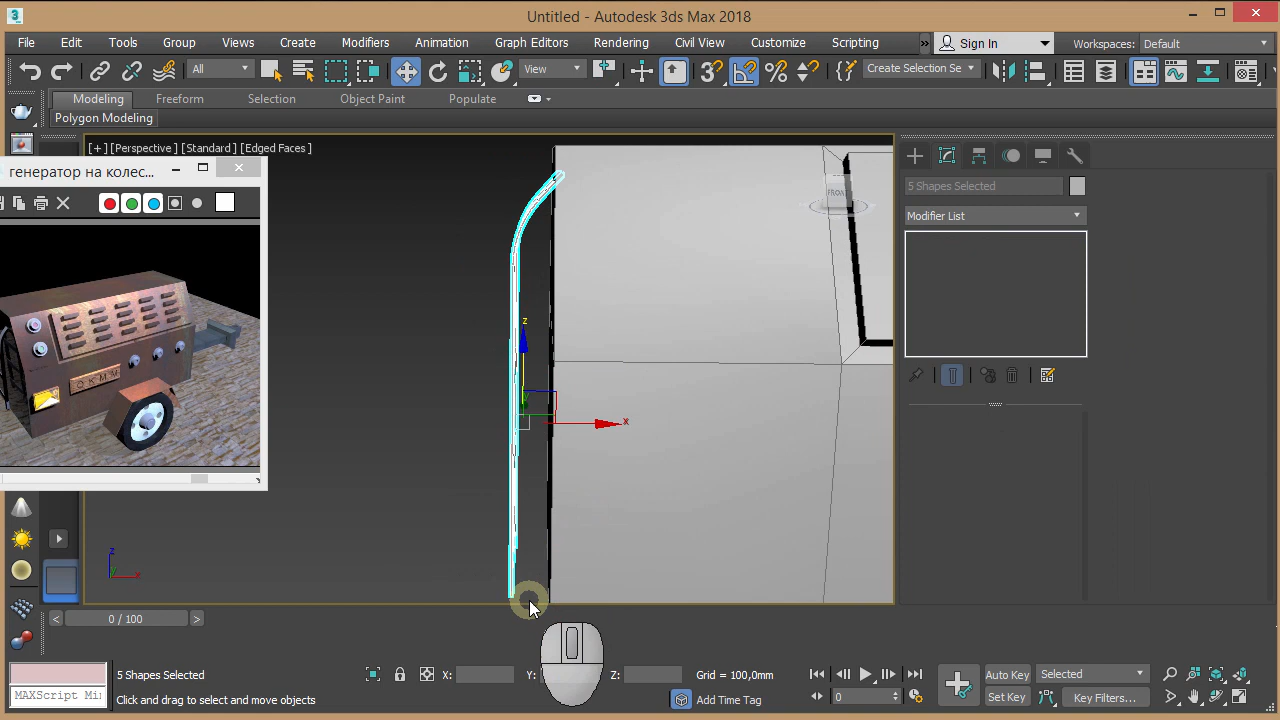 Untitled - Autodesk 3ds Max 2018
File Edit Tools Group Views Create Modifiers Animation Graph Editors Rendering Civil View Customize Scripting » Sign In Workspaces: Default
All View Create Selection Se
Modeling Freeform Selection Object Paint Populate
Polygon Modeling
[+] [Perspective] [Standard] [Edged Faces]
генератор на колес...
5 Shapes Selected
FRONT
Modifier List
z
x
y
О К М М
z
y
x
< 0 / 100 >
5 Shapes Selected X: Y: Z: Grid = 100,0mm Auto Key Selected
MAXScript Mi Click and drag to select and move objects Add Time Tag 0 Set Key Key Filters...